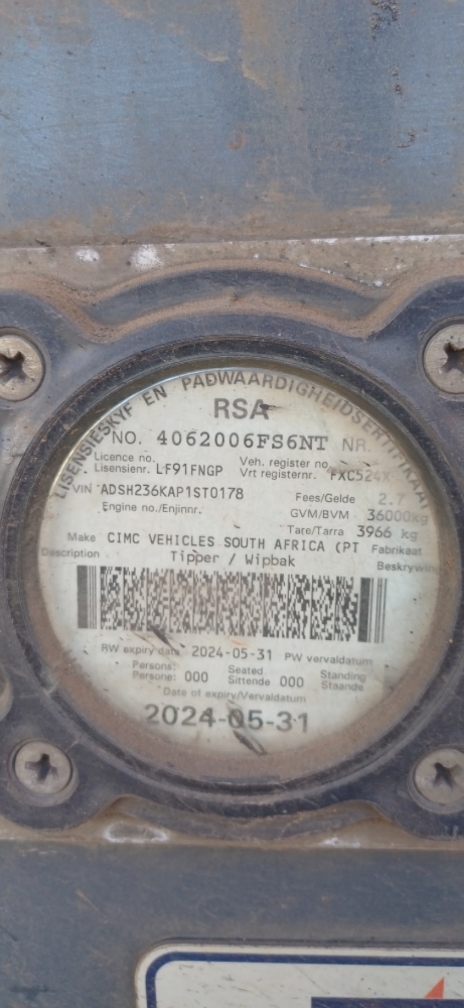 LISENSIESKYF EN PADWAARDIGHEIDSERTIFIKAAT
RSA
NO. 4062006FS6NT NR.
Licence no. Veh. register no.
Lisensienr. LF91FNGP Vrt registernr.
VIN ADSH236KAP1ST0178 Fees/Gelde
Engine no./Enjinnr. GVM/BVM 36000kg
Tare/Tarra 3966 kg
Make CIMC VEHICLES SOUTH AFRICA (PT Fabrikaat
Description Tipper / Wipbak Beskrywing
RW expiry date 2024-05-31 PW vervaldatum
Persons: Seated Standing
Persone: 000 Sittende 000 Staande
Date of expiry/Vervaldatum
2024-05-31